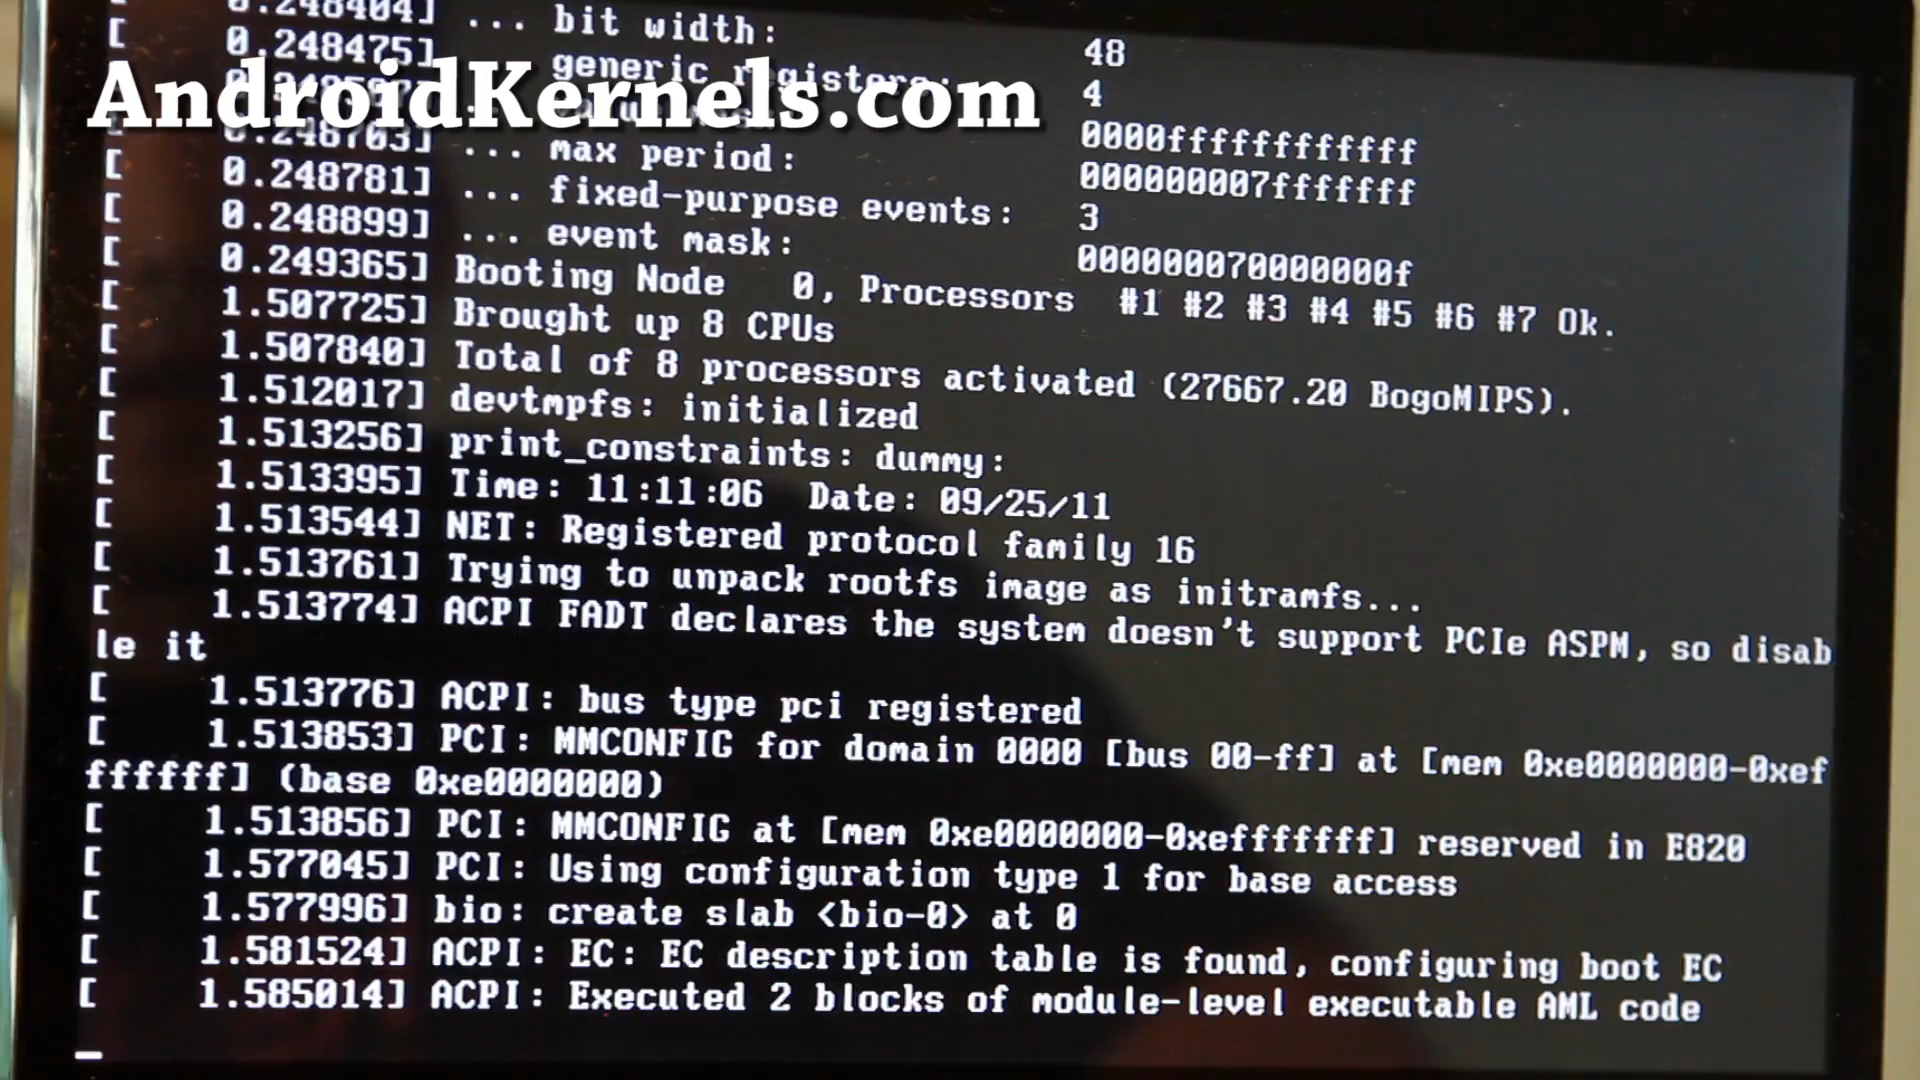 0.248404] ... bit width: 48
[ 0.248475] generic registers: 4
AndroidKernels.com
0000ffffffffffff
[ 0.248703] ... max period: 000000007fffffff
[ 0.248781] ... fixed-purpose events: 3
[ 0.248899] ... event mask: 000000070000000f
[ 0.249365] Booting Node 0, Processors #1 #2 #3 #4 #5 #6 #7 Ok.
[ 1.507725] Brought up 8 CPUs
[ 1.507840] Total of 8 processors activated (27667.20 BogoMIPS).
[ 1.512017] devtmpfs: initialized
[ 1.513256] print_constraints: dummy:
[ 1.513395] Time: 11:11:06 Date: 09/25/11
[ 1.513544] NET: Registered protocol family 16
[ 1.513761] Trying to unpack rootfs image as initramfs...
[ 1.513774] ACPI FADT declares the system doesn't support PCIe ASPM, so disab
le it
[ 1.513776] ACPI: bus type pci registered
[ 1.513853] PCI: MMCONFIG for domain 0000 [bus 00-ff] at [mem 0xe0000000-0xef
ffffff] (base 0xe0000000)
[ 1.513856] PCI: MMCONFIG at [mem 0xe0000000-0xefffffff] reserved in E820
[ 1.577045] PCI: Using configuration type 1 for base access
[ 1.577996] bio: create slab <bio-0> at 0
[ 1.581524] ACPI: EC: EC description table is found, configuring boot EC
[ 1.585014] ACPI: Executed 2 blocks of module-level executable AML code